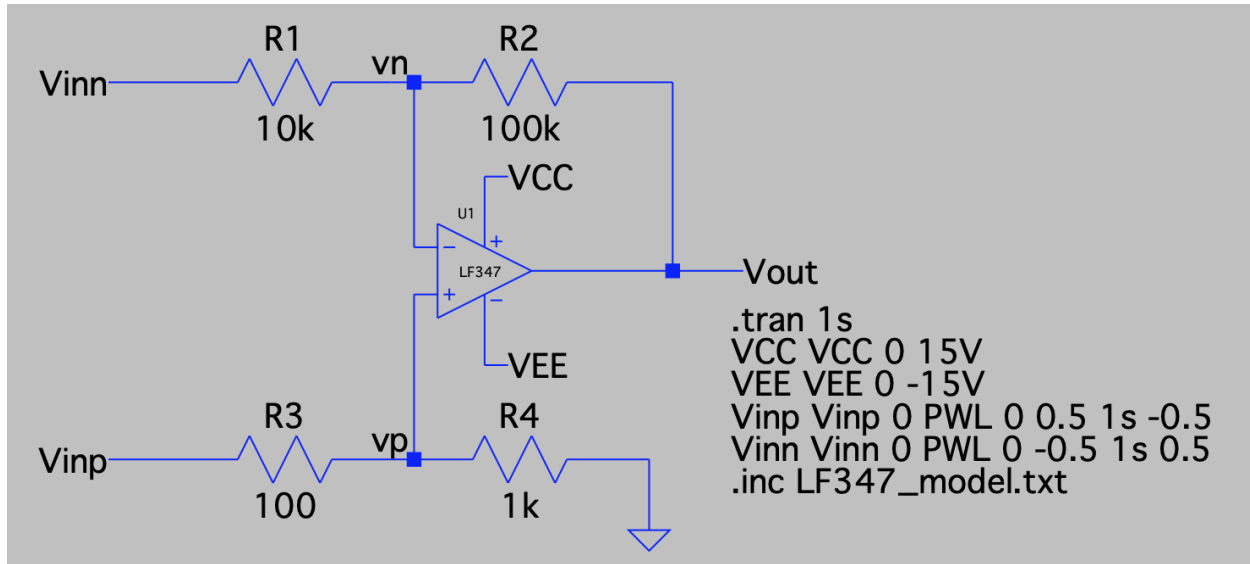 R1
R2
Vinn
vn
10k
100k
VCC
U1
+
−
LF347
Vout
+
−
.tran 1s
VCC VCC 0 15V
VEE
VEE VEE 0 -15V
Vinp Vinp 0 PWL 0 0.5 1s -0.5
R3
R4
Vinn Vinn 0 PWL 0 -0.5 1s 0.5
vp
Vinp
.inc LF347_model.txt
100
1k